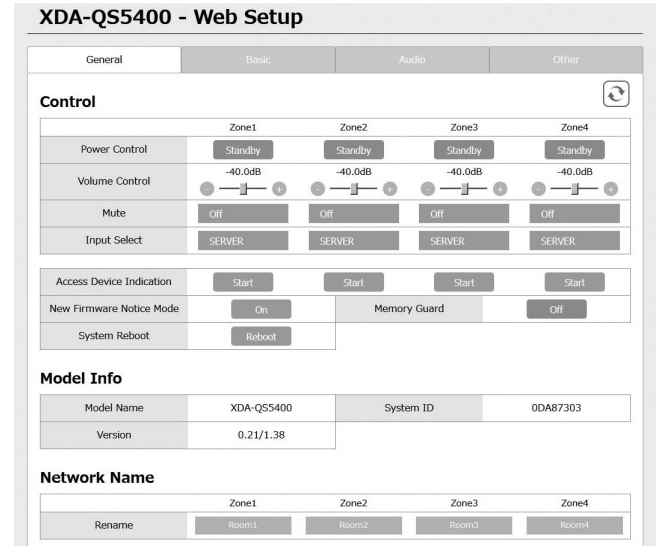 XDA-QS5400 - Web Setup
General Basic Audio Other
Control
Zone1 Zone2 Zone3 Zone4
Power Control Standby Standby Standby Standby
Volume Control -40.0dB -40.0dB -40.0dB -40.0dB
Mute Off Off Off Off
Input Select SERVER SERVER SERVER SERVER
Access Device Indication Start Start Start Start
New Firmware Notice Mode On Memory Guard Off
System Reboot Reboot
Model Info
Model Name XDA-QS5400 System ID 0DA87303
Version 0.21/1.38
Network Name
Zone1 Zone2 Zone3 Zone4
Rename Room1 Room2 Room3 Room4